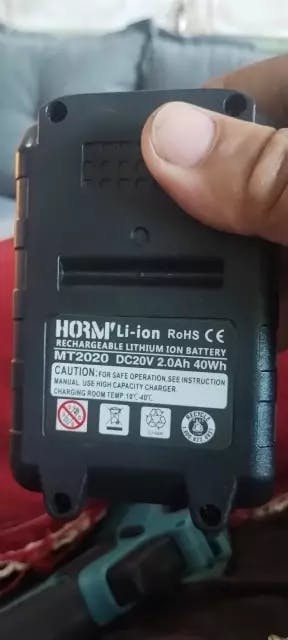 HORM Li-ion RoHS CE
RECHARGEABLE LITHIUM ION BATTERY
MT2020 DC20V 2.0Ah 40Wh
CAUTION: FOR SAFE OPERATION, SEE INSTRUCTION
MANUAL USE HIGH CAPACITY CHARGER.
CHARGING ROOM TEMP.10℃-40℃.